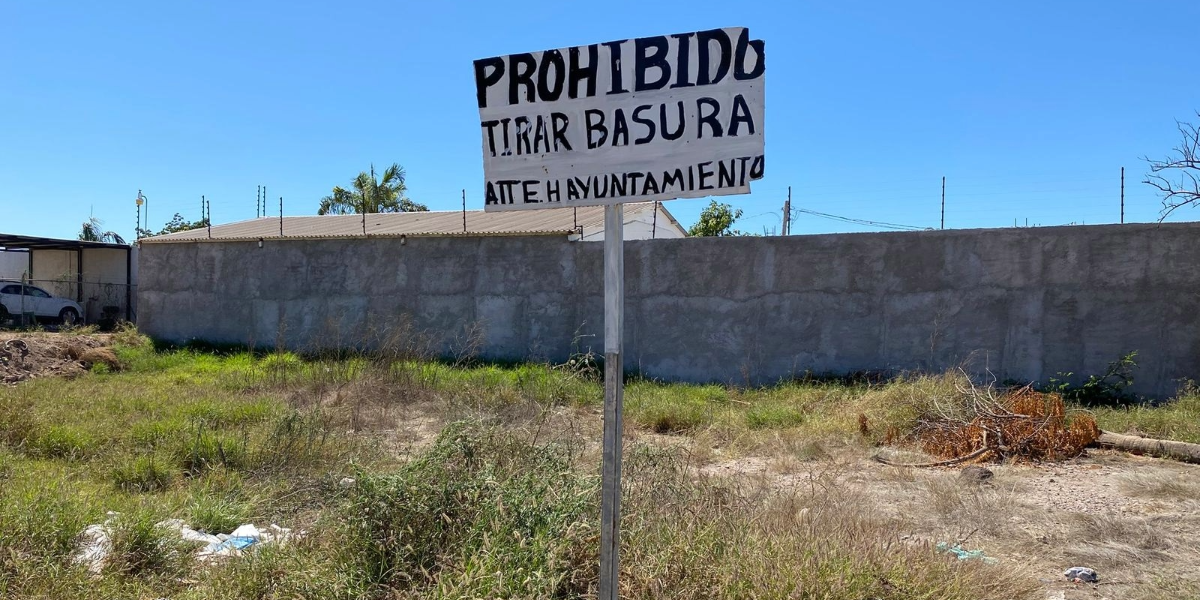 PROHIBIDO
TIRAR BASURA
ATTE.H AYUNTAMIENTO